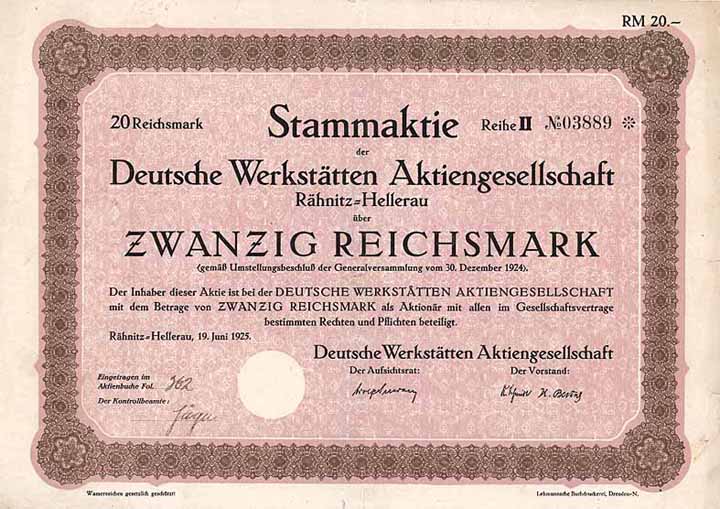 RM 20.–
20 Reichsmark Stammaktie Reihe II №03889 *
der
Deutsche Werkstätten Aktiengesellschaft
Rähnitz=Hellerau
über
ZWANZIG REICHSMARK
(gemäß Umstellungsbeschluß der Generalversammlung vom 30. Dezember 1924).
Der Inhaber dieser Aktie ist bei der DEUTSCHE WERKSTÄTTEN AKTIENGESELLSCHAFT
mit dem Betrage von ZWANZIG REICHSMARK als Aktionär mit allen im Gesellschaftsvertrage
bestimmten Rechten und Pflichten beteiligt.
Rähnitz=Hellerau, 19. Juni 1925.
Deutsche Werkstätten Aktiengesellschaft
Der Aufsichtsrat: Der Vorstand:
Eingetragen im
Aktienbuche Fol. 362
Der Kontrollbeamte:
Wasserzeichen gesetzlich geschützt!
Lehmannsche Buchdruckerei, Dresden-N.